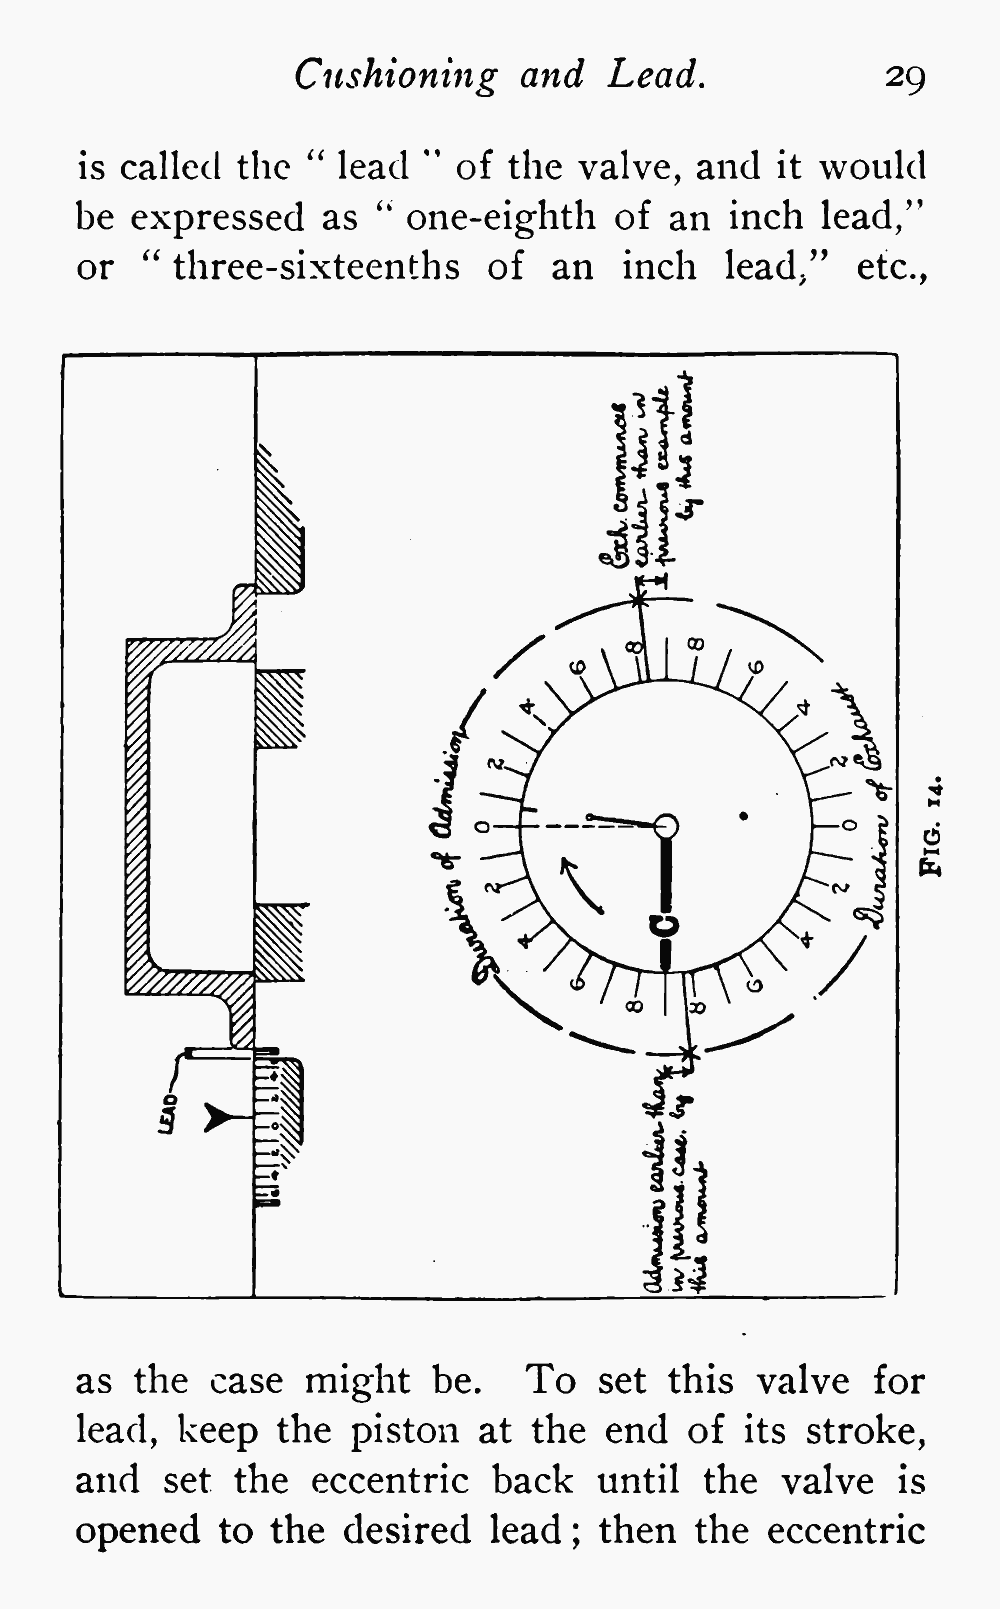 Cushioning and Lead. 29
is called the “ lead ” of the valve, and it would
be expressed as “ one-eighth of an inch lead,”
or “ three-sixteenths of an inch lead,” etc.,
LEAD
Exh. commences
earlier than in
previous example
by this amount
Duration of Admission
Duration of Exhaust
8 6 4 2 0 2 4 6 8
8 6 4 2 0 2 4 6 8
C
Admission earlier than
in previous case, by
this amount
FIG. 14.
as the case might be. To set this valve for
lead, keep the piston at the end of its stroke,
and set the eccentric back until the valve is
opened to the desired lead ; then the eccentric